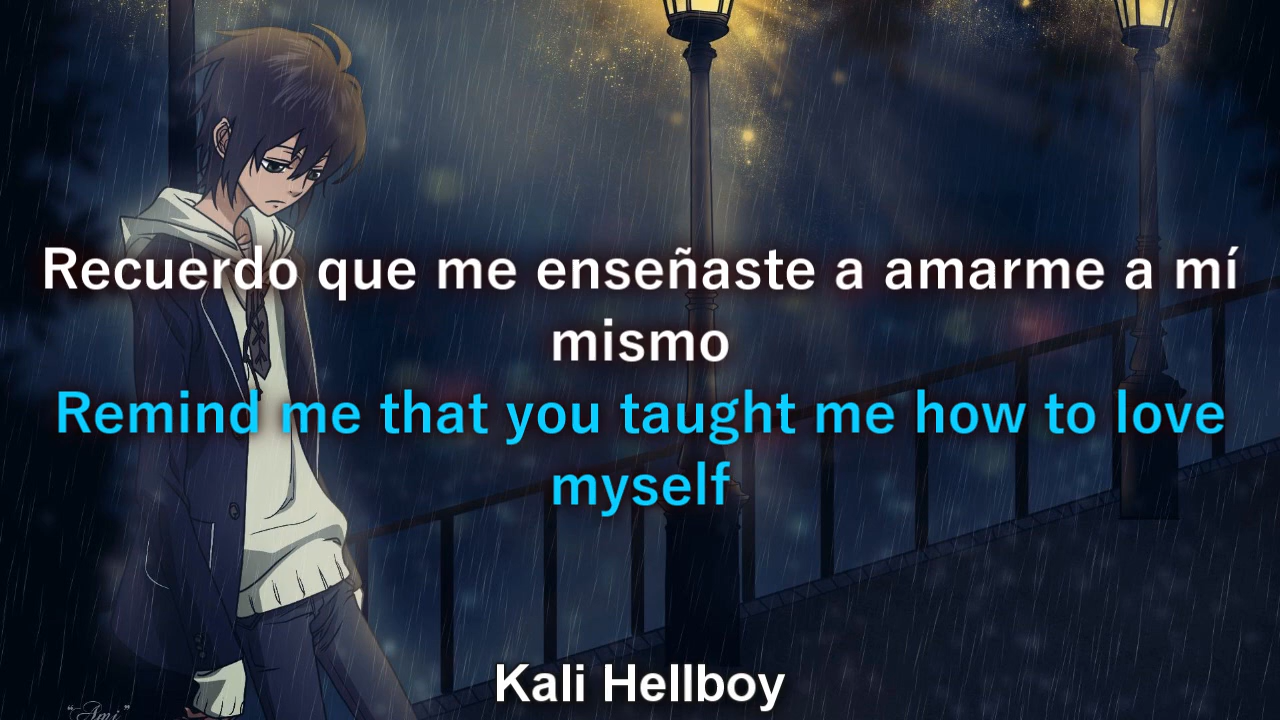 Recuerdo que me enseñaste a amarme a mí
mismo
Remind me that you taught me how to love
myself
Kali Hellboy
"Ami"